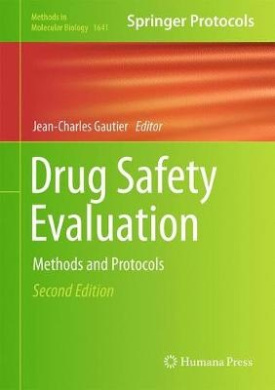 Methods in
Molecular Biology 1641
Springer Protocols
Jean-Charles Gautier Editor
Drug Safety
Evaluation
Methods and Protocols
Second Edition
Humana Press